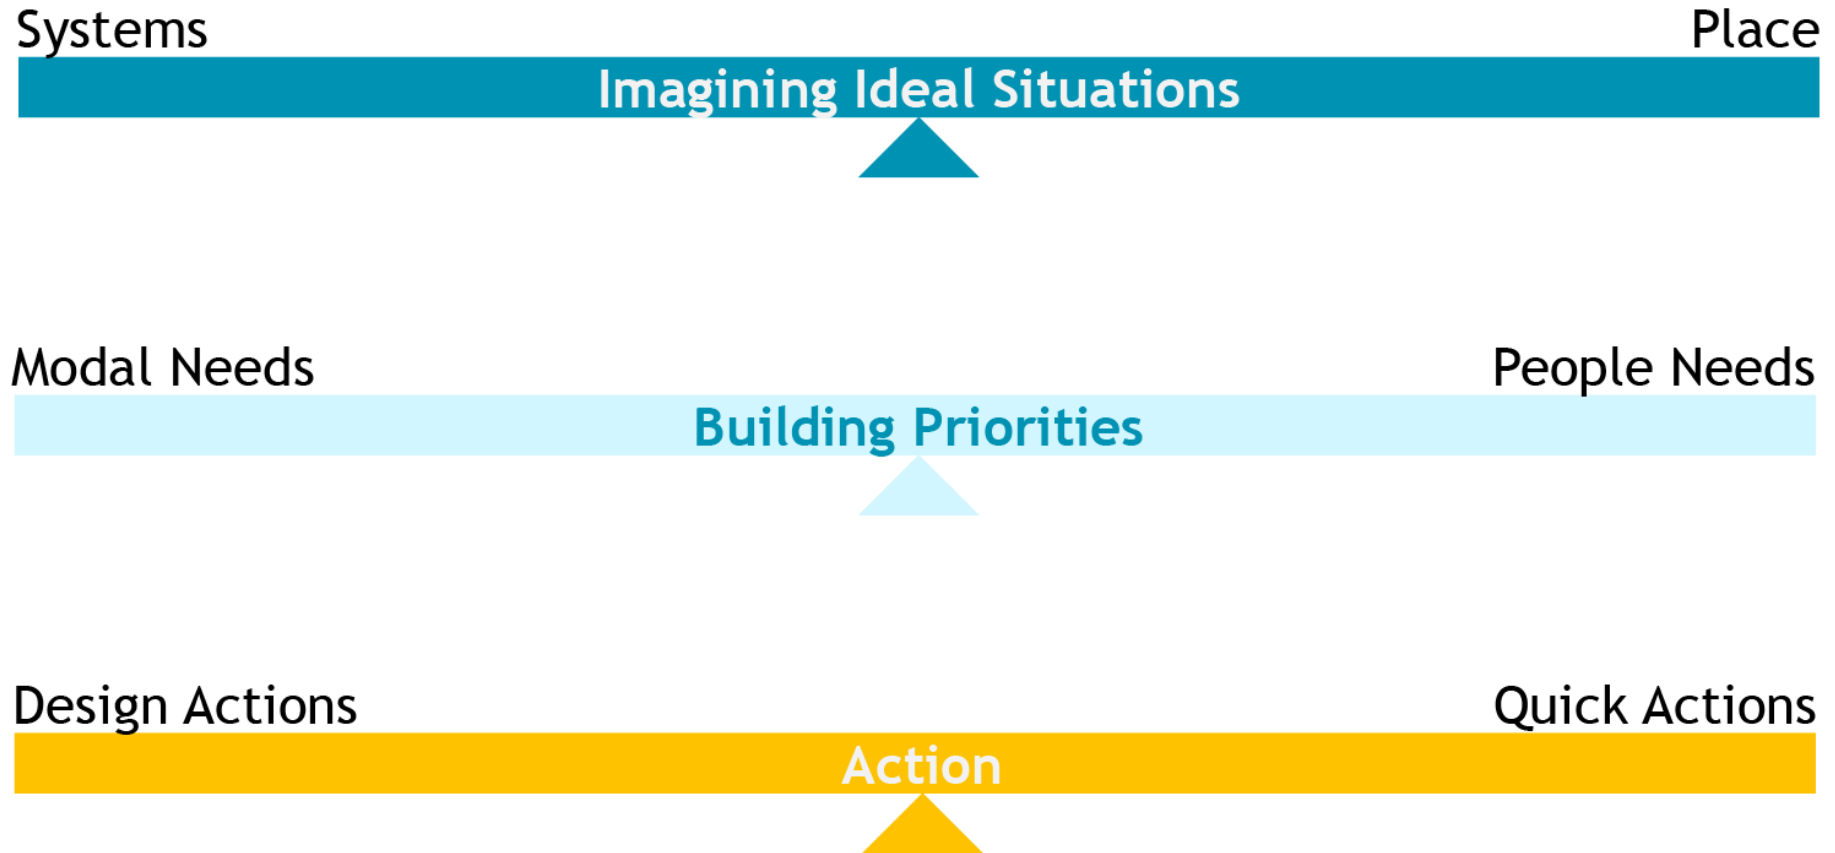 Systems Place
Imagining Ideal Situations
Modal Needs People Needs
Building Priorities
Design Actions Quick Actions
Action